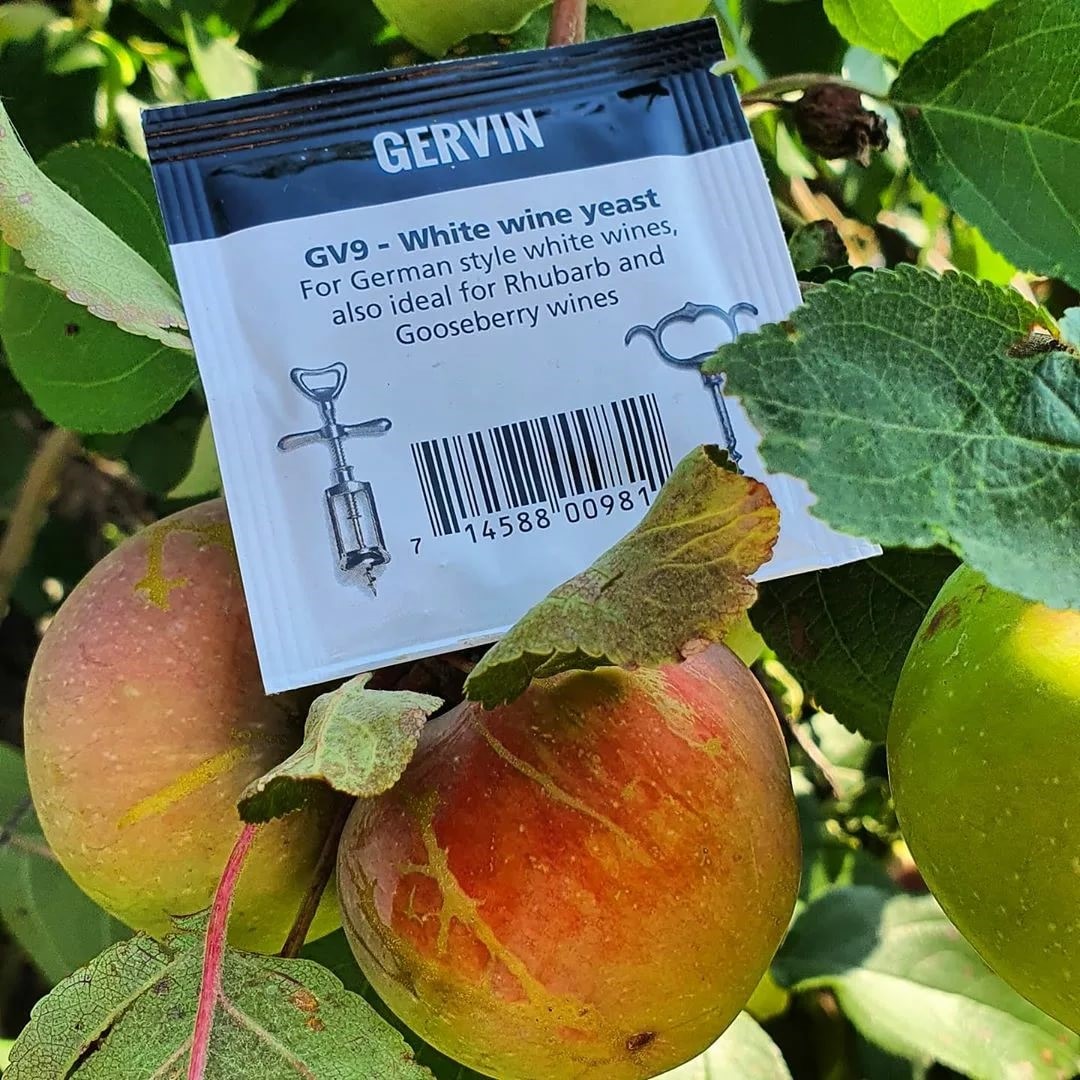 GERVIN
GV9 - White wine yeast
For German style white wines,
also ideal for Rhubarb and
Gooseberry wines
7 14588 00981